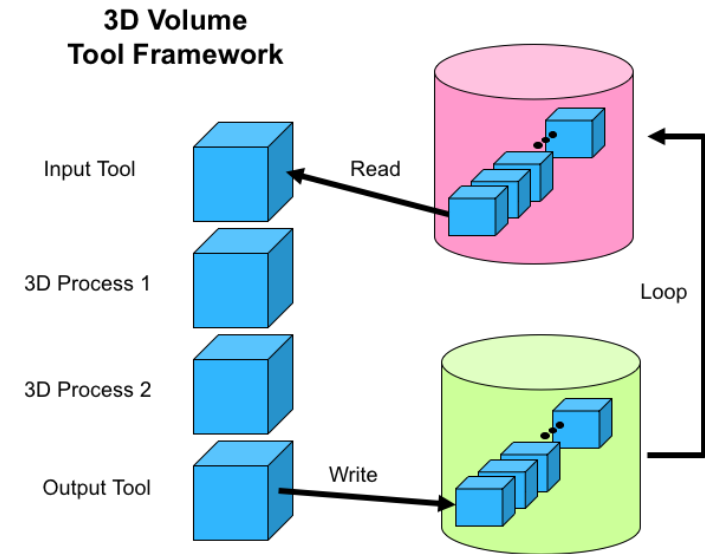 3D Volume
Tool Framework
Input Tool
Read
3D Process 1
Loop
3D Process 2
Output Tool
Write